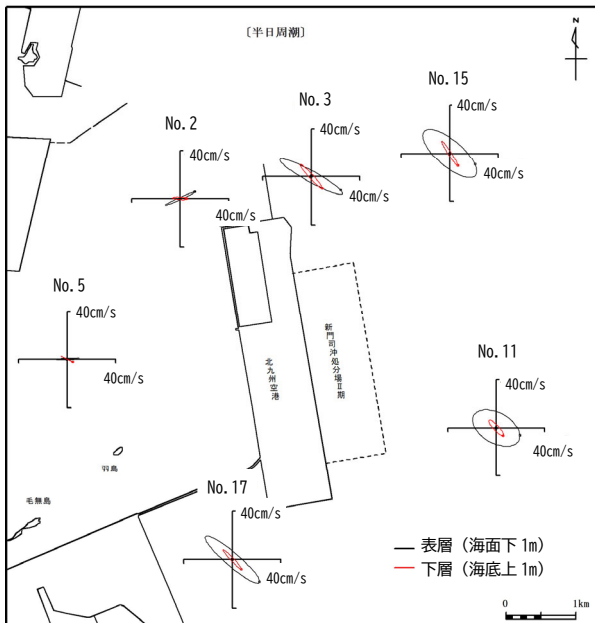 〔半日周潮〕
N
No.15
40cm/s
40cm/s
No.3
40cm/s
40cm/s
No.2
40cm/s
40cm/s
No.5
40cm/s
40cm/s
新門司沖処分場Ⅱ期
北九州空港
No.11
40cm/s
40cm/s
羽島
毛無島
No.17
40cm/s
40cm/s
表層（海面下 1m）
下層（海底上 1m）
0 1km